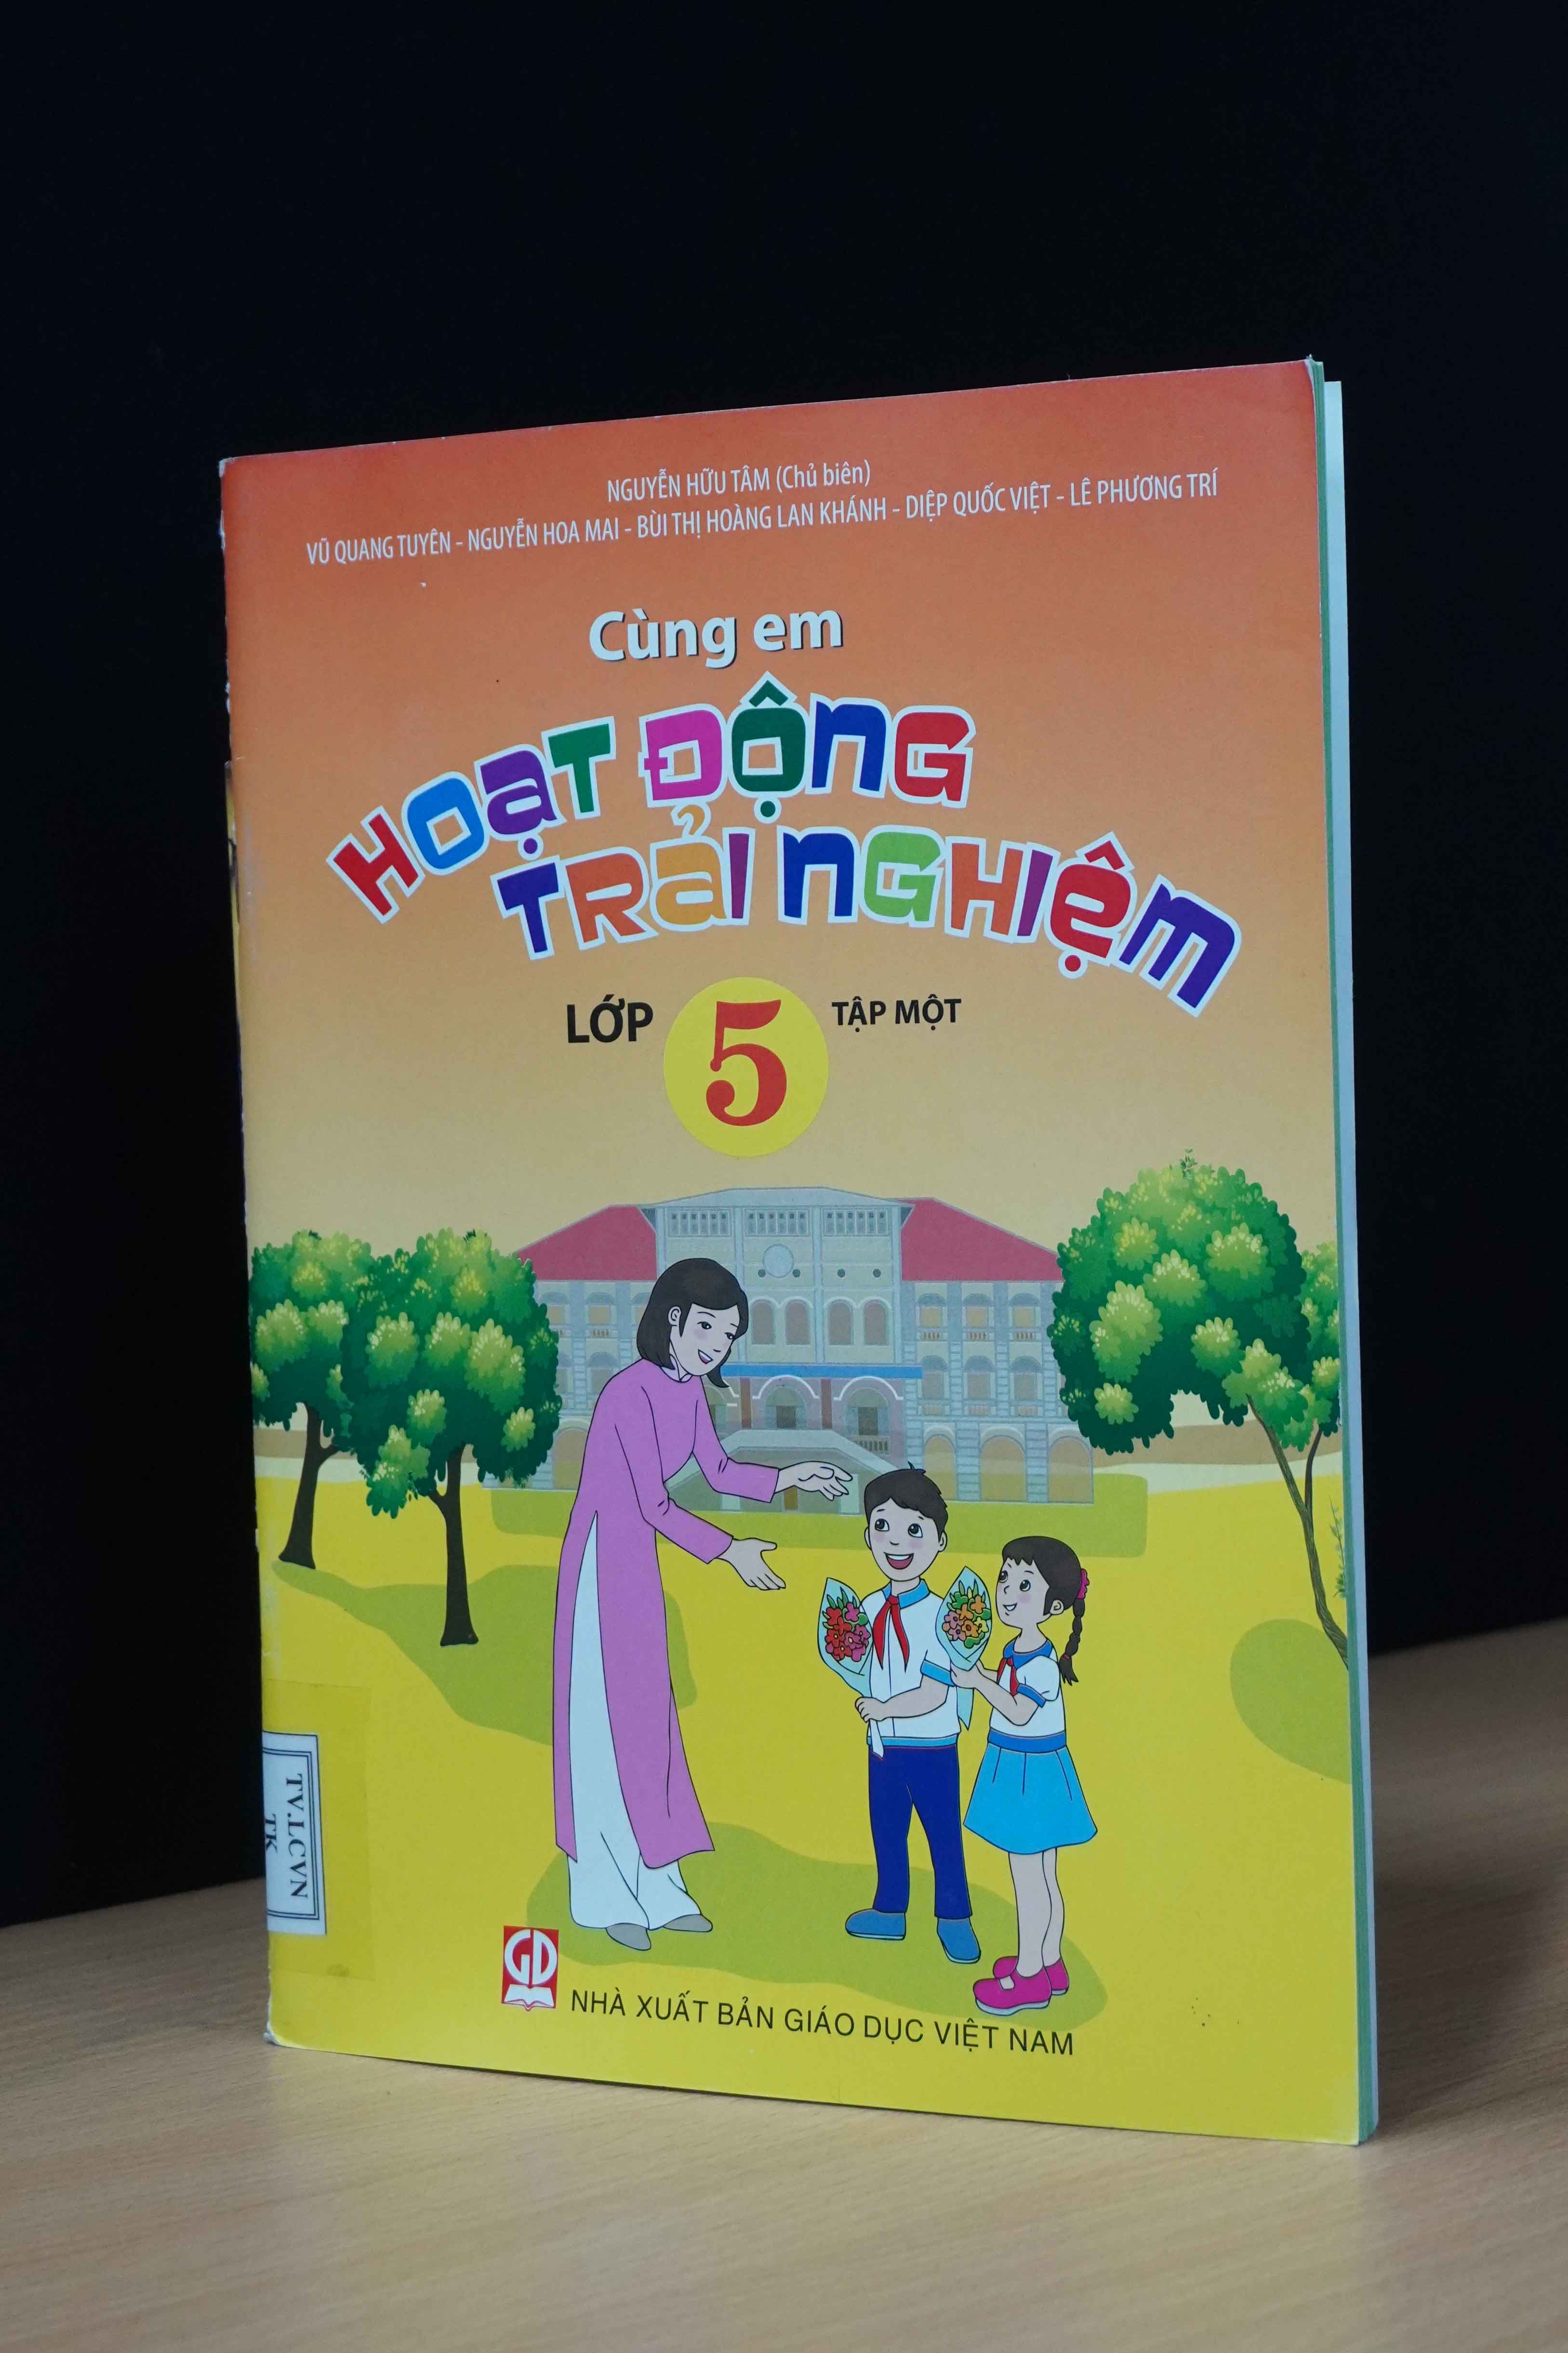 NGUYỄN HỮU TÂM (Chủ biên)
VŨ QUANG TUYÊN - NGUYỄN HOA MAI - BÙI THỊ HOÀNG LAN KHÁNH - DIỆP QUỐC VIỆT - LÊ PHƯƠNG TRÍ
Cùng em
HOẠT ĐỘNG
TRẢI NGHIỆM
LỚP 5 TẬP MỘT
TV.LCVN
TK
GD
NHÀ XUẤT BẢN GIÁO DỤC VIỆT NAM